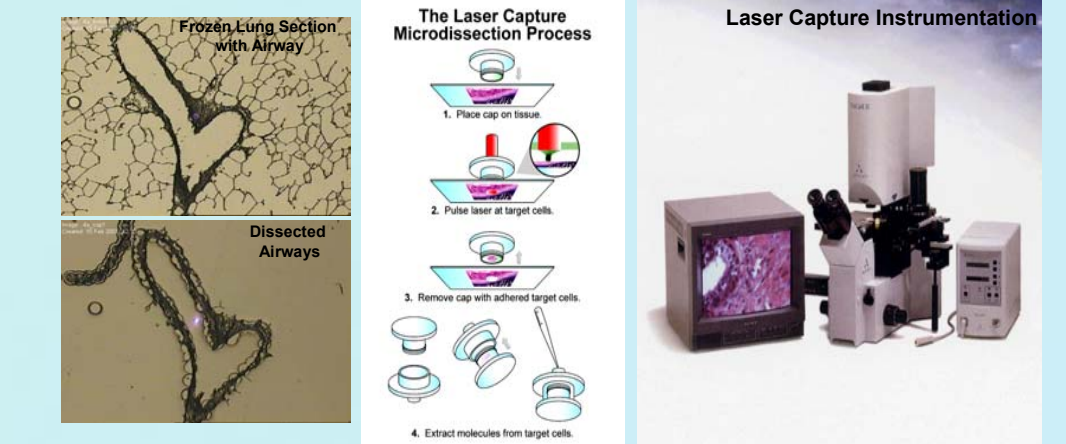 Frozen Lung Section
with Airway
Dissected
Airways
The Laser Capture
Microdissection Process
1. Place cap on tissue.
2. Pulse laser at target cells.
3. Remove cap with adhered target cells.
4. Extract molecules from target cells.
Laser Capture Instrumentation